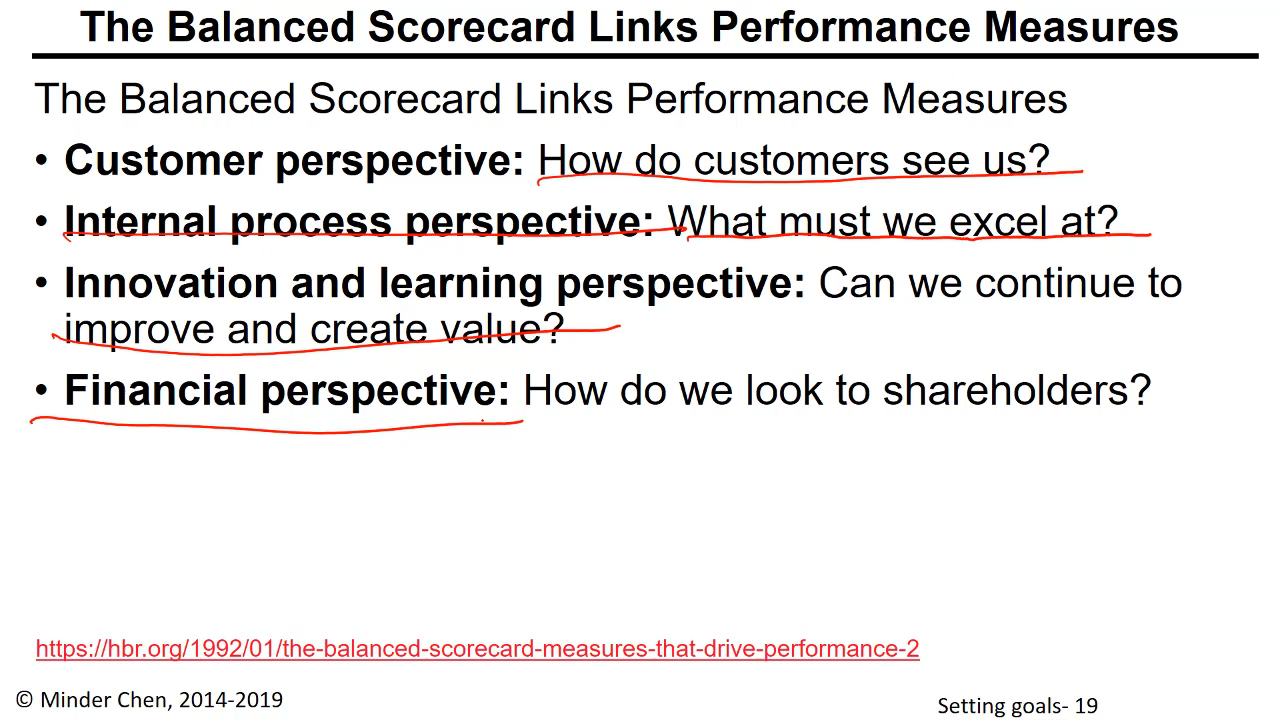 The Balanced Scorecard Links Performance Measures
The Balanced Scorecard Links Performance Measures
• Customer perspective: How do customers see us?
• Internal process perspective: What must we excel at?
• Innovation and learning perspective: Can we continue to
improve and create value?
• Financial perspective: How do we look to shareholders?
https://hbr.org/1992/01/the-balanced-scorecard-measures-that-drive-performance-2
© Minder Chen, 2014-2019
Setting goals- 19